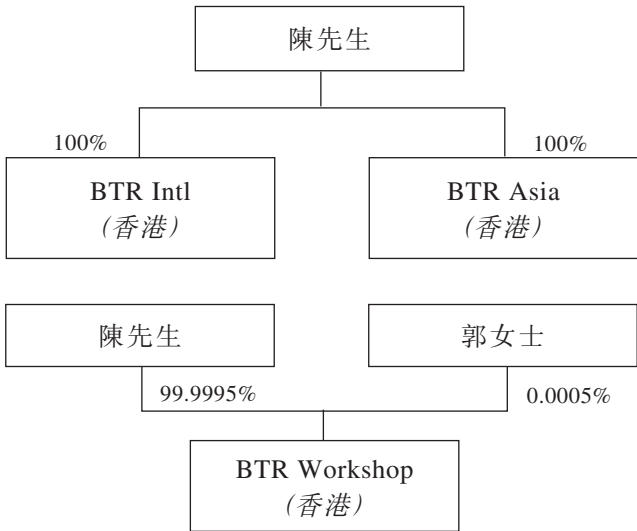 陳先生
100%
100%
BTR Intl
(香港)
BTR Asia
(香港)
陳先生
郭女士
99.9995%
0.0005%
BTR Workshop
(香港)